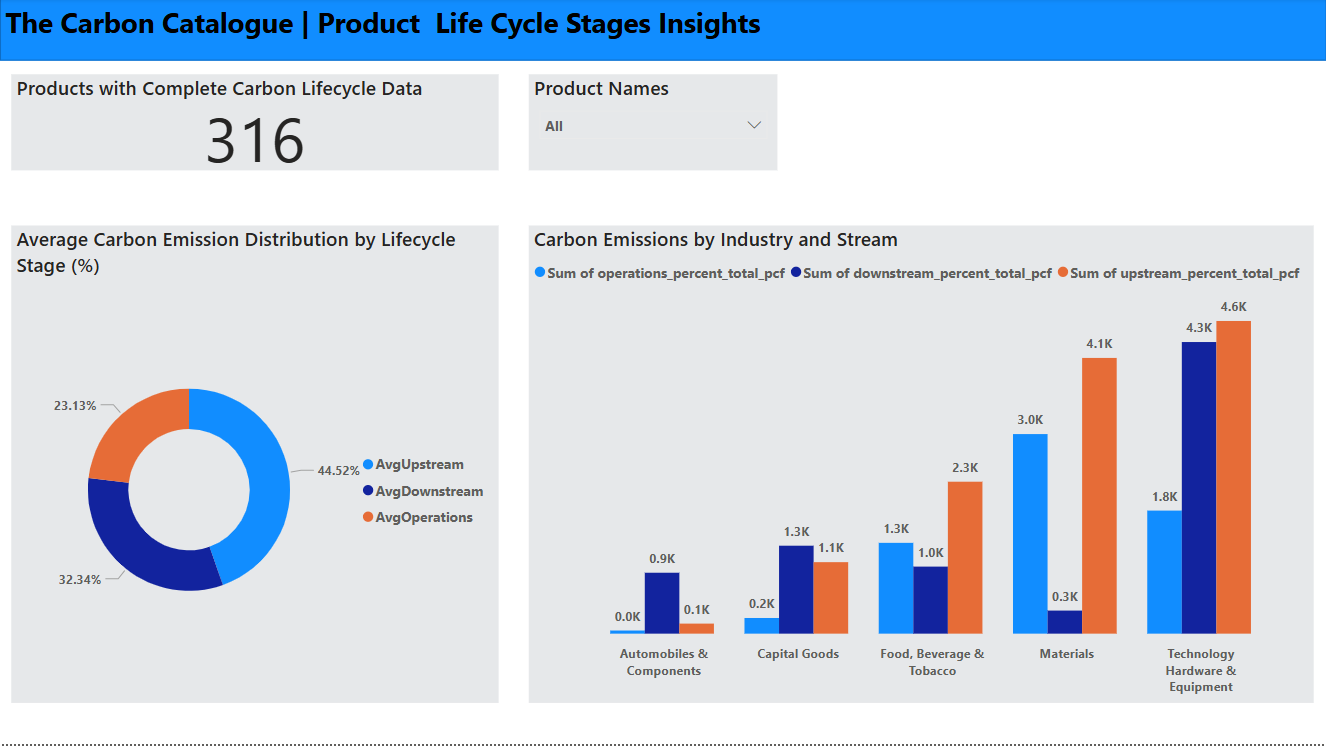 The Carbon Catalogue | Product  Life Cycle Stages Insights
Products with Complete Carbon Lifecycle Data
316
Product Names
All
Average Carbon Emission Distribution by Lifecycle
Stage (%)
23.13%
44.52%
32.34%
AvgUpstream
AvgDownstream
AvgOperations
Carbon Emissions by Industry and Stream
Sum of operations_percent_total_pcf Sum of downstream_percent_total_pcf Sum of upstream_percent_total_pcf
0.0K
0.9K
0.1K
0.2K
1.3K
1.1K
1.3K
1.0K
2.3K
3.0K
0.3K
4.1K
1.8K
4.3K
4.6K
Automobiles &
Components
Capital Goods
Food, Beverage &
Tobacco
Materials
Technology
Hardware &
Equipment